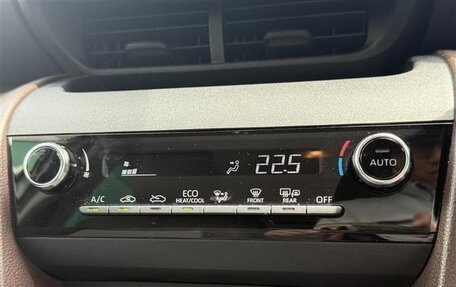 22.5
AUTO
A/C ECO HEAT/COOL FRONT REAR OFF